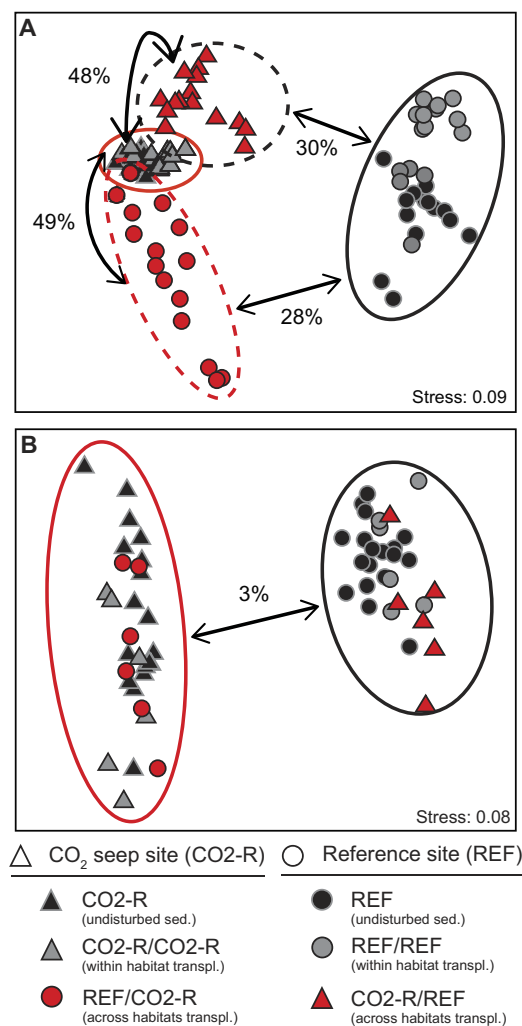 A
48%
30%
49%
28%
Stress: 0.09
B
3%
Stress: 0.08
CO₂ seep site (CO2-R)
Reference site (REF)
CO2-R
(undisturbed sed.)
REF
(undisturbed sed.)
CO2-R/CO2-R
(within habitat transpl.)
REF/REF
(within habitat transpl.)
REF/CO2-R
(across habitats transpl.)
CO2-R/REF
(across habitats transpl.)